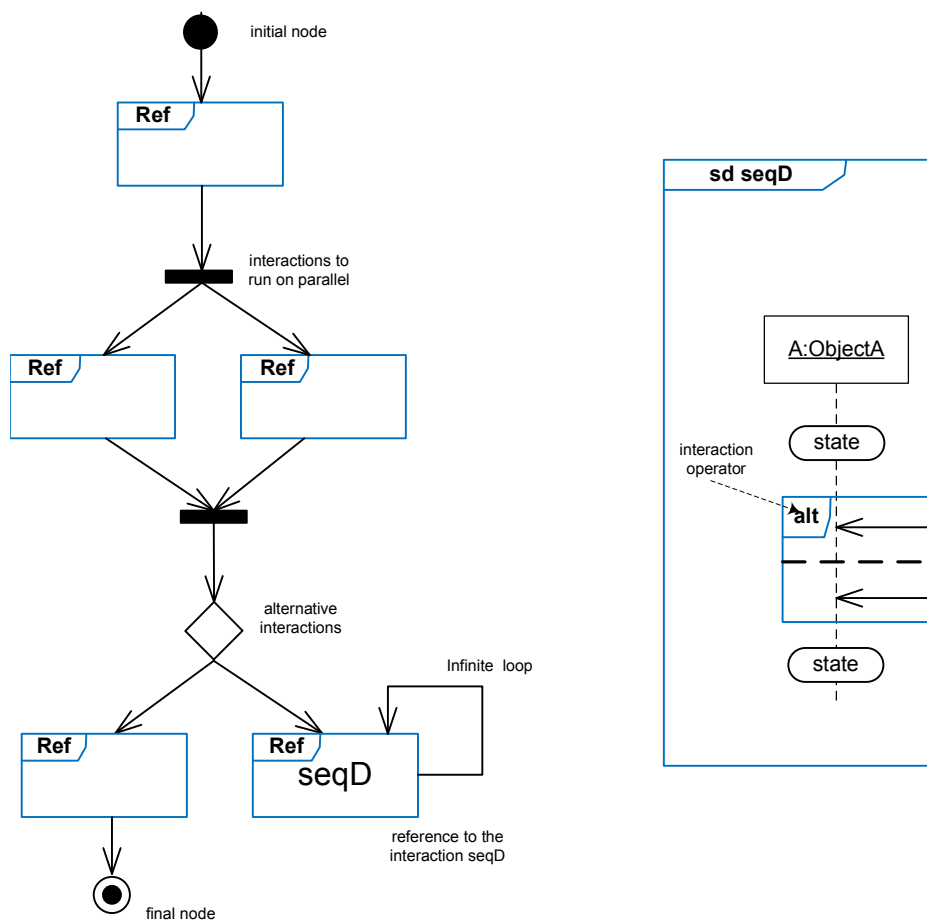 initial node
Ref
interactions to
run on parallel
Ref
Ref
alternative
interactions
Infinite loop
Ref
Ref
seqD
reference to the
interaction seqD
final node
sd seqD
A:ObjectA
state
interaction
operator
alt
state